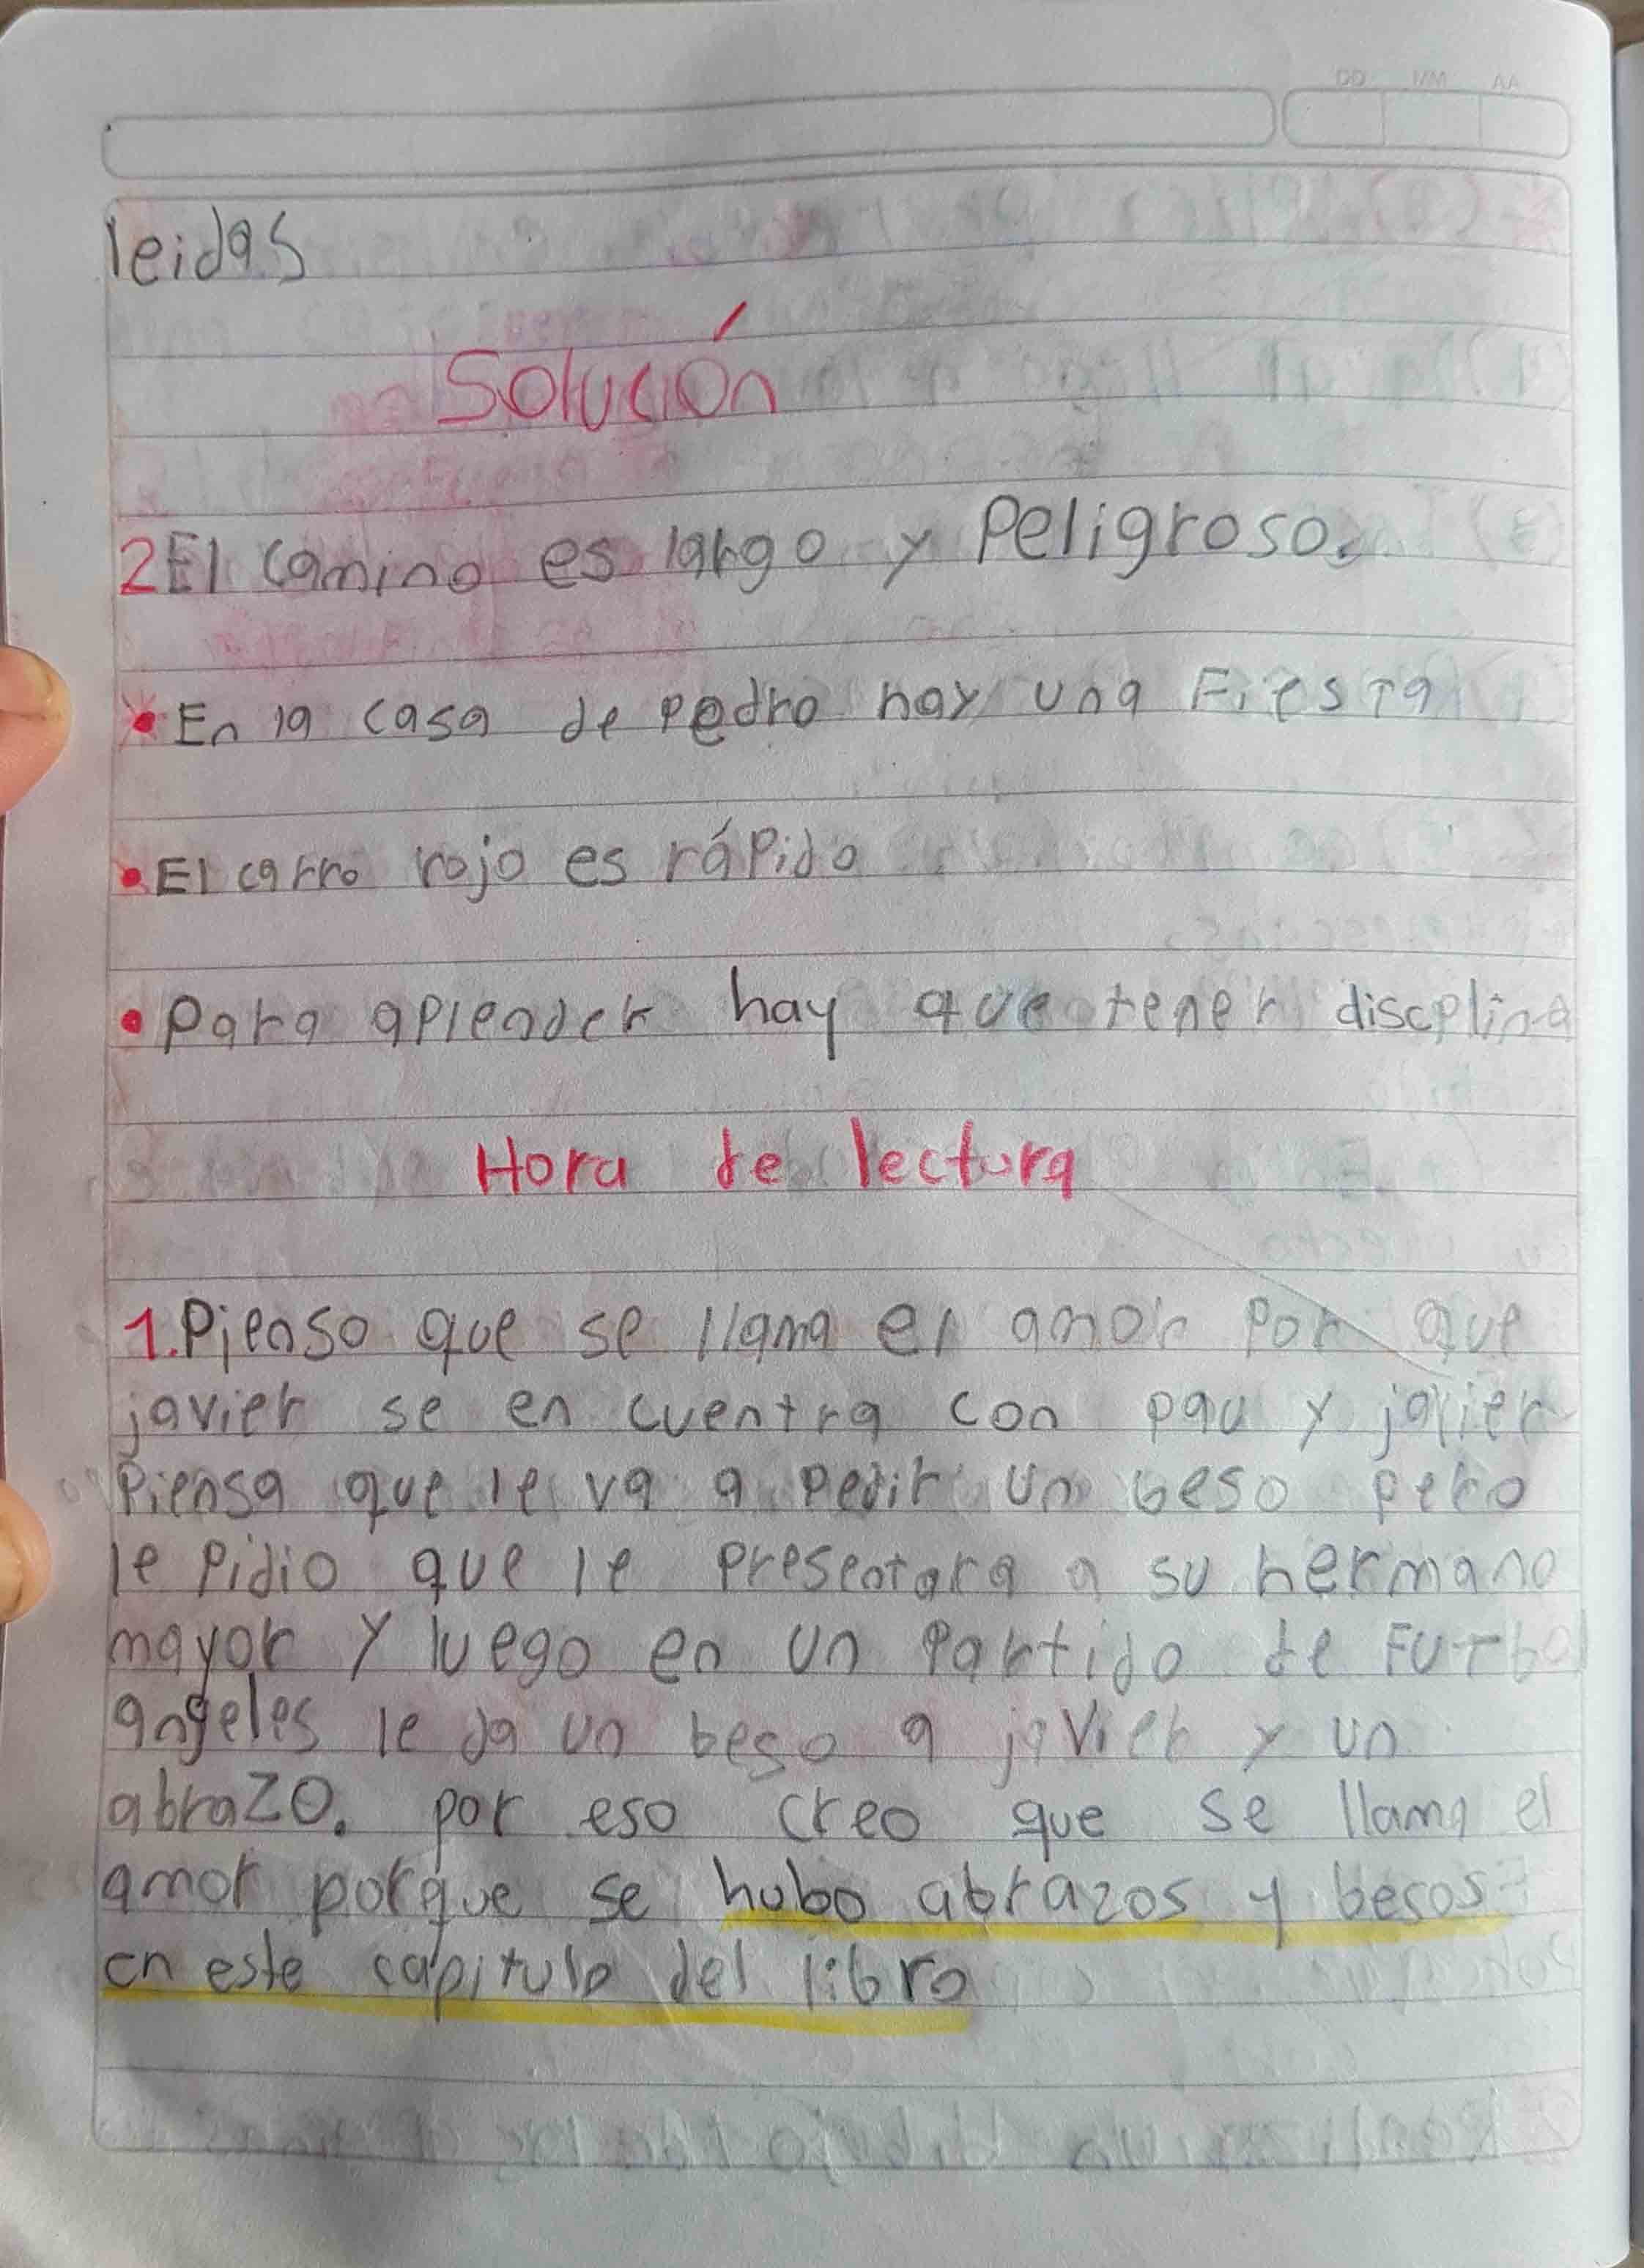 DD MM AA
leidas
Solución
2El camino es largo y Peligroso.
•En la casa de pedro hay una Fiesta
•El carro rojo es rápido
•Para aplender hay que tener discplina
Hora de lectura
1.Pienso que se llama el amor Por que
javier se en cuentra con pau y javier
Piensa que le va a pedir un beso pero
le Pidio que le presentara a su hermano
mayor y luego en un Partido de Futbol
angeles le da un beso a javier y un
abrazo. por eso creo que se llama el
amor porque se hubo abrazos y besos
en este capitulo del libro